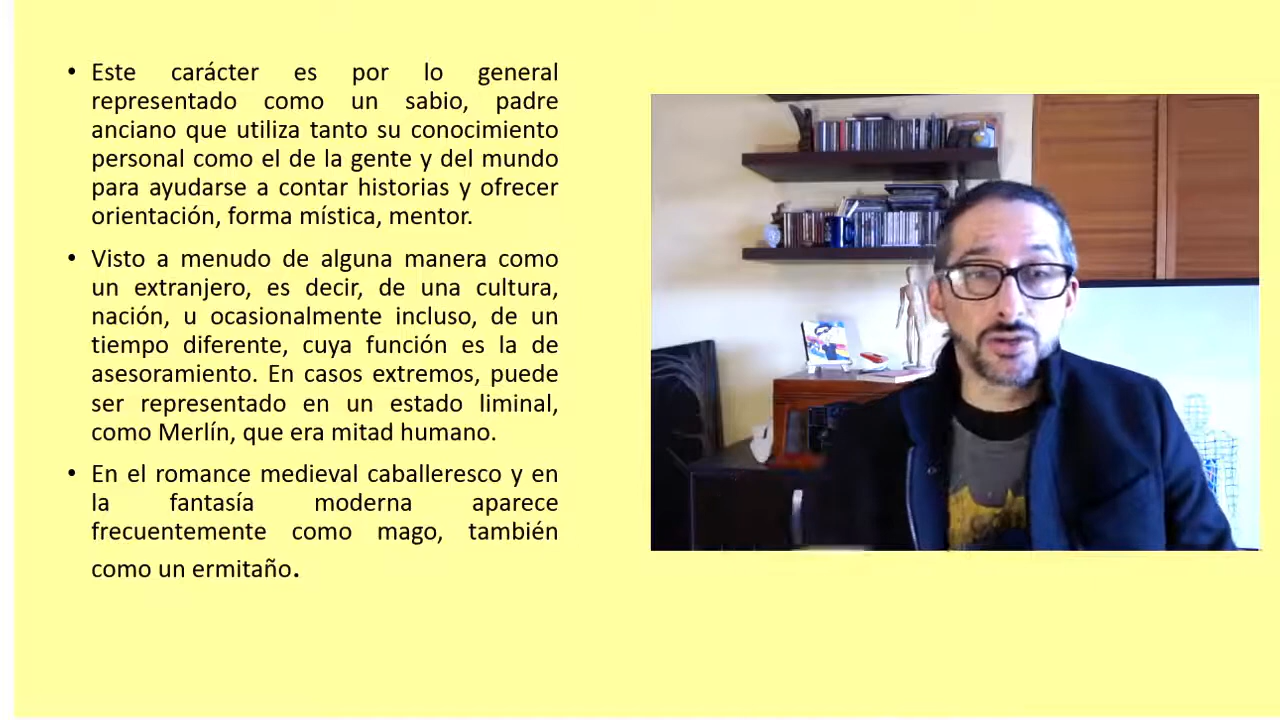 • Este carácter es por lo general
representado como un sabio, padre
anciano que utiliza tanto su conocimiento
personal como el de la gente y del mundo
para ayudarse a contar historias y ofrecer
orientación, forma mística, mentor.
• Visto a menudo de alguna manera como
un extranjero, es decir, de una cultura,
nación, u ocasionalmente incluso, de un
tiempo diferente, cuya función es la de
asesoramiento. En casos extremos, puede
ser representado en un estado liminal,
como Merlín, que era mitad humano.
• En el romance medieval caballeresco y en
la fantasía moderna aparece
frecuentemente como mago, también
como un ermitaño.